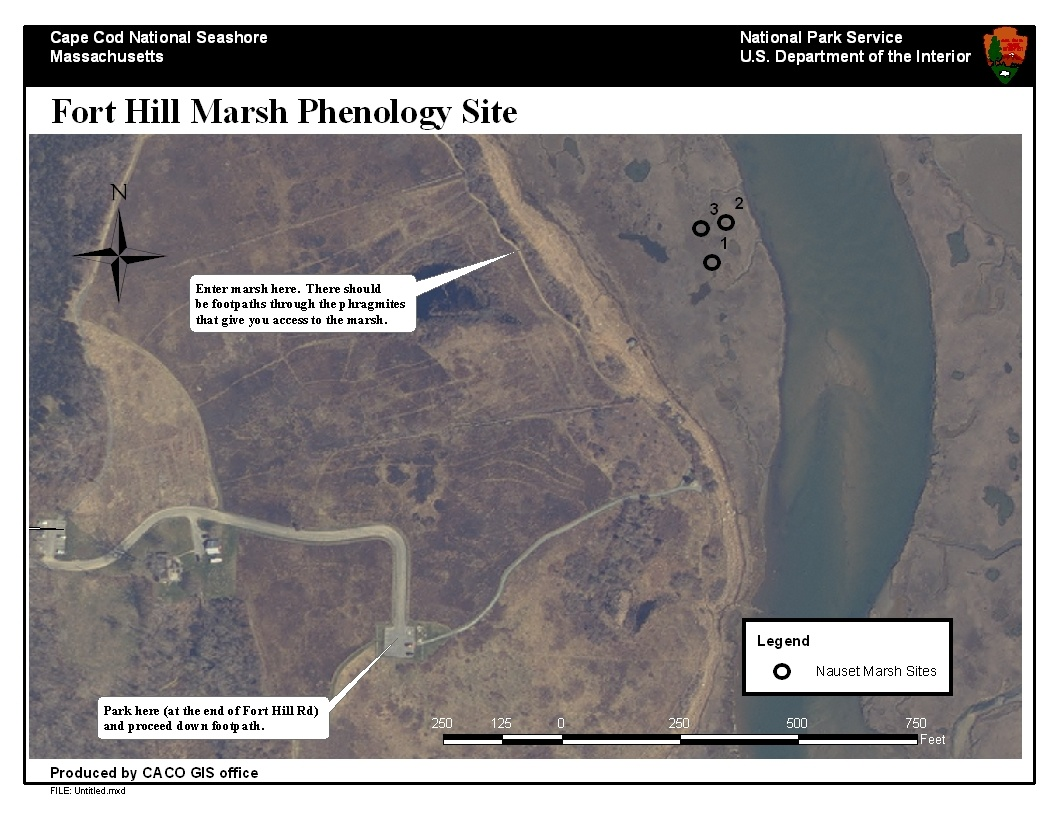 Cape Cod National Seashore
Massachusetts
National Park Service
U.S. Department of the Interior
Fort Hill Marsh Phenology Site
N
3
2
1
Enter marsh here. There should
be footpaths through the phragmites
that give you access to the marsh.
Legend
Nauset Marsh Sites
Park here (at the end of Fort Hill Rd)
and proceed down footpath.
250 125 0 250 500 750
Feet
Produced by CACO GIS office
FILE: Untitled.mxd